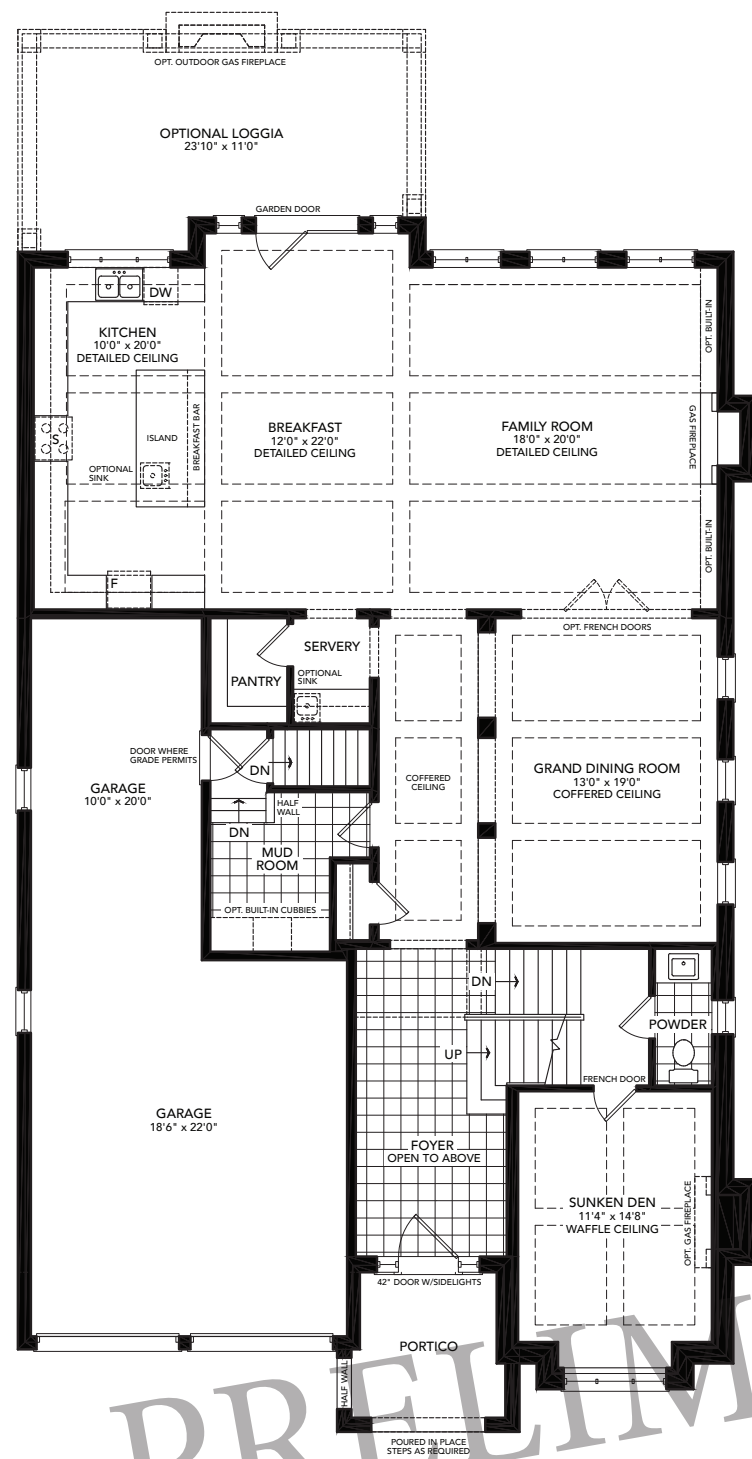 OPT. OUTDOOR GAS FIREPLACE
OPTIONAL LOGGIA
23'10" x 11'0"
GARDEN DOOR
DW
KITCHEN
10'0" x 20'0"
DETAILED CEILING
OPT. BUILT-IN
S
ISLAND
BREAKFAST BAR
OPTIONAL
SINK
BREAKFAST
12'0" x 22'0"
DETAILED CEILING
FAMILY ROOM
18'0" x 20'0"
DETAILED CEILING
GAS FIREPLACE
OPT. BUILT-IN
F
OPT. FRENCH DOORS
SERVERY
PANTRY
OPTIONAL
SINK
DOOR WHERE
GRADE PERMITS
DN
GARAGE
10'0" x 20'0"
COFFERED
CEILING
GRAND DINING ROOM
13'0" x 19'0"
COFFERED CEILING
HALF
WALL
DN
MUD
ROOM
OPT. BUILT-IN CUBBIES
DN
POWDER
UP
FRENCH DOOR
GARAGE
18'6" x 22'0"
FOYER
OPEN TO ABOVE
SUNKEN DEN
11'4" x 14'8"
WAFFLE CEILING
OPT. GAS FIREPLACE
42" DOOR W/SIDELIGHTS
PORTICO
HALF WALL
POURED IN PLACE
STEPS AS REQUIRED
PRELIM